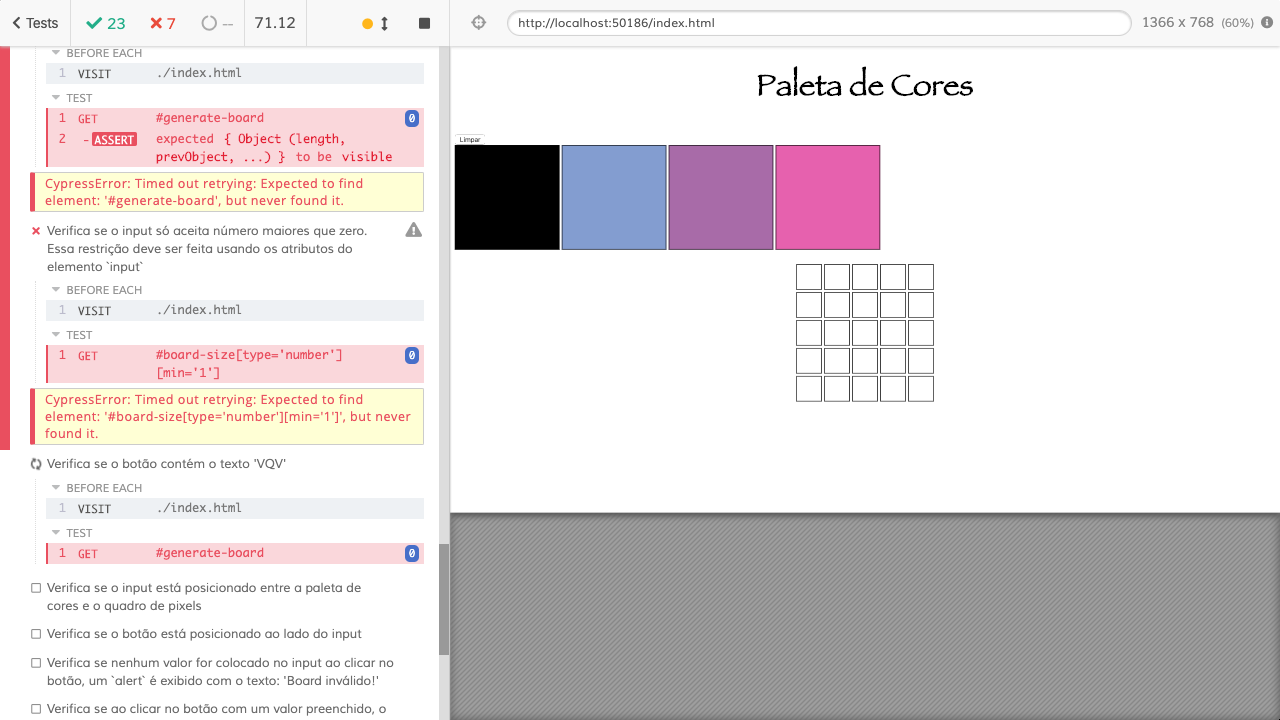 Tests
23
7
--
71.12
http://localhost:50186/index.html
1366 x 768 (60%)
BEFORE EACH
1 VISIT ./index.html
TEST
1 GET #generate-board 0
2 - ASSERT expected { Object (length,
prevObject, ...) } to be visible
CypressError: Timed out retrying: Expected to find
element: '#generate-board', but never found it.
Verifica se o input só aceita número maiores que zero.
Essa restrição deve ser feita usando os atributos do
elemento `input`
BEFORE EACH
1 VISIT ./index.html
TEST
1 GET #board-size[type='number'] 0
[min='1']
CypressError: Timed out retrying: Expected to find
element: '#board-size[type='number'][min='1']', but never
found it.
Verifica se o botão contém o texto 'VQV'
BEFORE EACH
1 VISIT ./index.html
TEST
1 GET #generate-board 0
Verifica se o input está posicionado entre a paleta de
cores e o quadro de pixels
Verifica se o botão está posicionado ao lado do input
Verifica se nenhum valor for colocado no input ao clicar no
botão, um `alert` é exibido com o texto: 'Board inválido!'
Verifica se ao clicar no botão com um valor preenchido, o
Paleta de Cores
Limpar